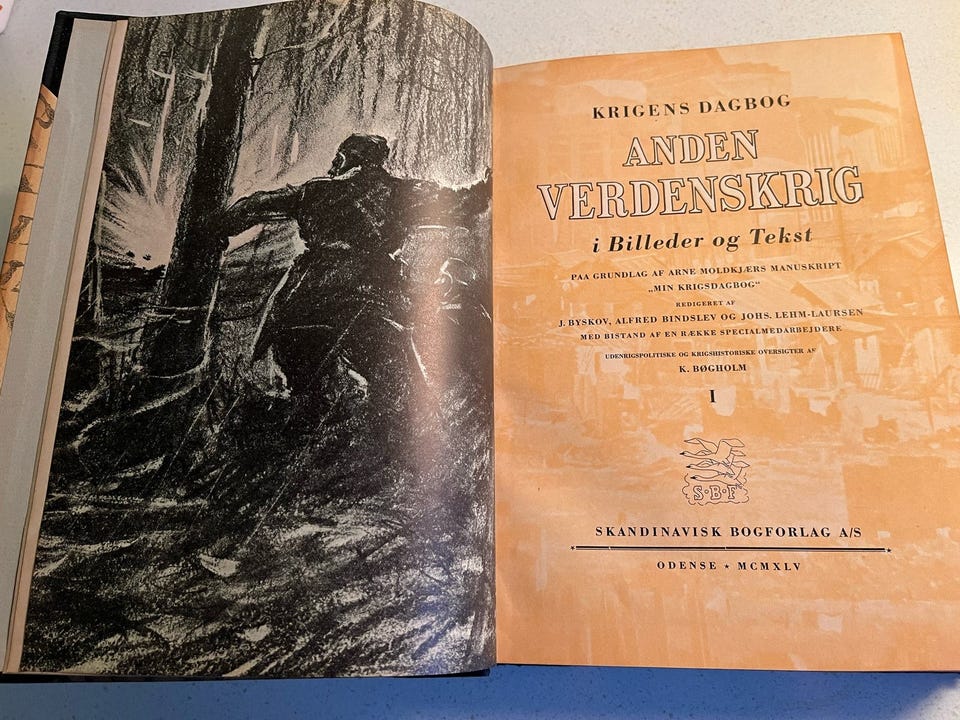 KRIGENS DAGBOG
ANDEN
VERDENSKRIG
i Billeder og Tekst
PAA GRUNDLAG AF ARNE MOLDKJÆRS MANUSKRIPT
„MIN KRIGSDAGBOG“
REDIGERET AF
J. BYSKOV, ALFRED BINDSLEV OG JOHS. LEHM-LAURSEN
MED BISTAND AF EN RÆKKE SPECIALMEDARBEJDERE
UDENRIGSPOLITISKE OG KRIGSHISTORISKE OVERSIGTER AF
K. BØGHOLM
I
S·B·F
SKANDINAVISK BOGFORLAG A/S
ODENSE ★ MCMXLV